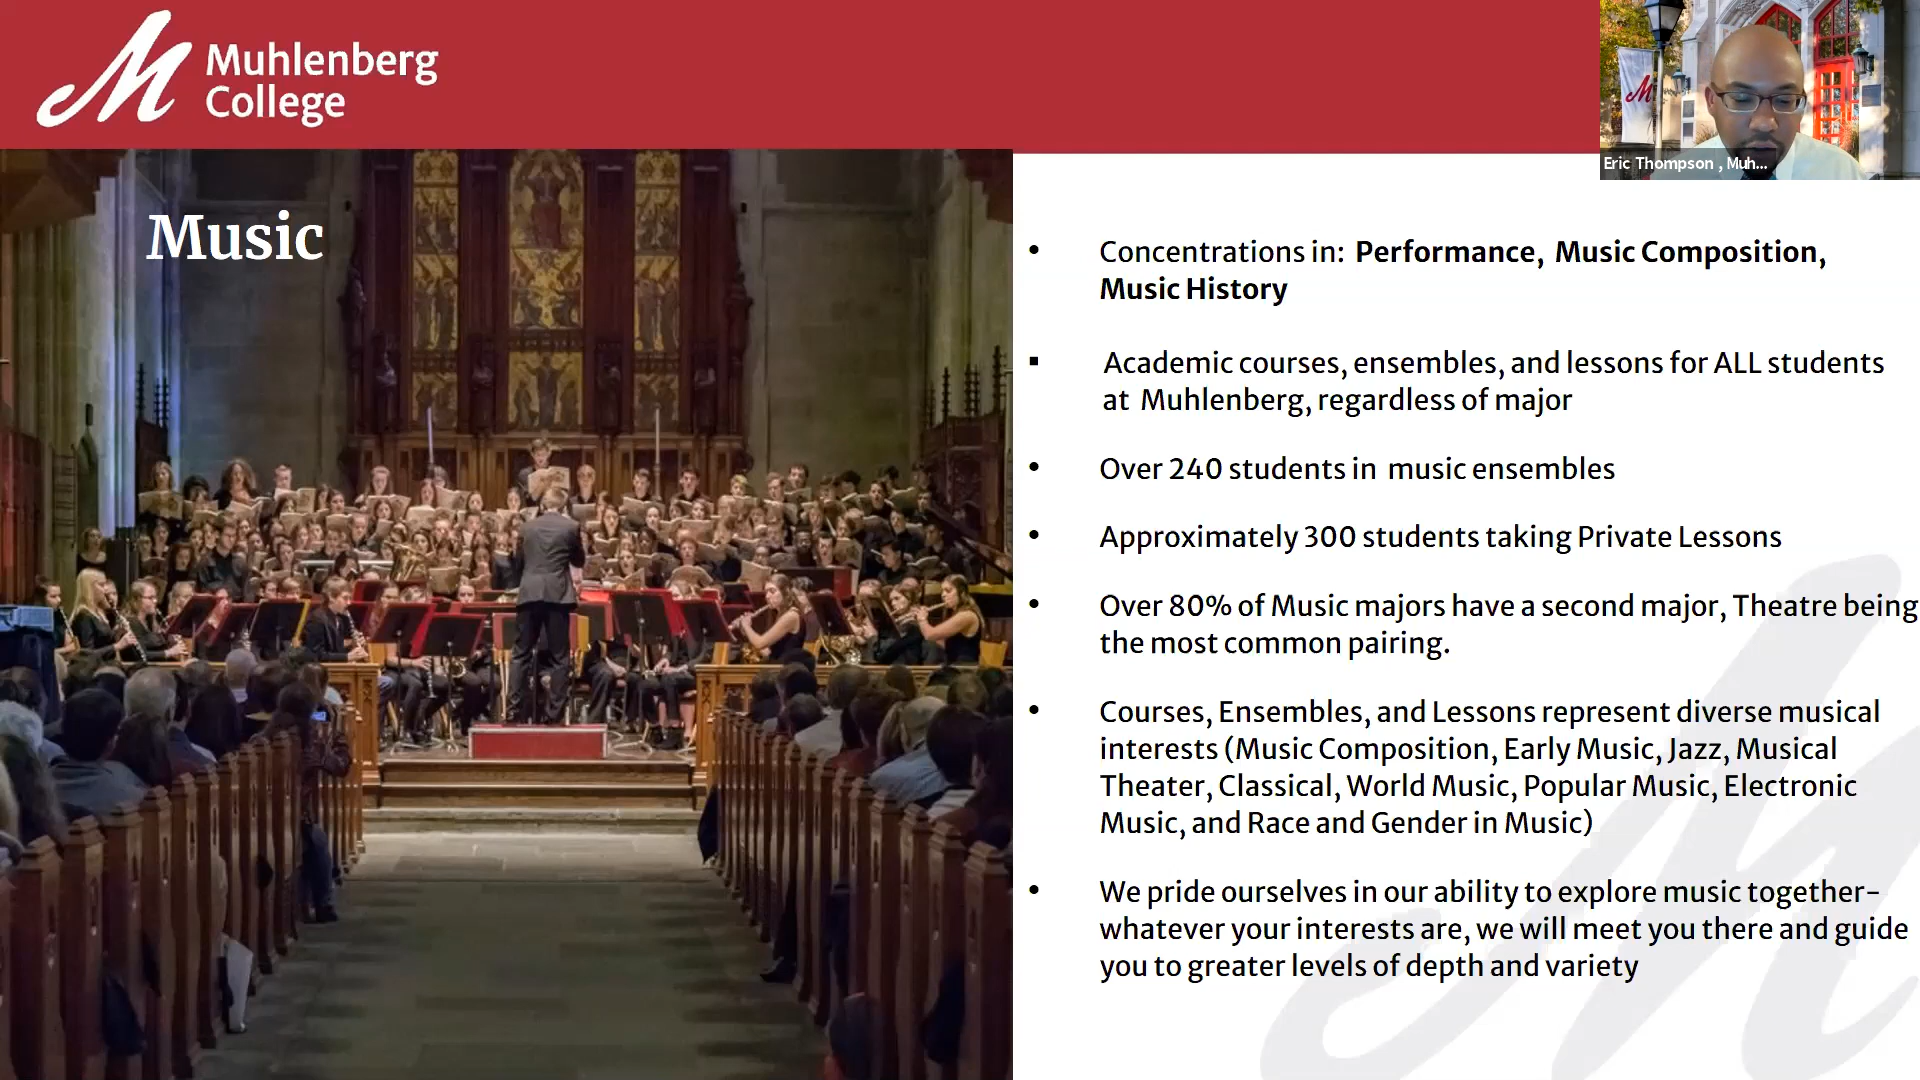 Muhlenberg
College
Eric Thompson , Muh...
Music
• Concentrations in: Performance, Music Composition,
Music History
▪ Academic courses, ensembles, and lessons for ALL students
at Muhlenberg, regardless of major
• Over 240 students in music ensembles
• Approximately 300 students taking Private Lessons
• Over 80% of Music majors have a second major, Theatre being
the most common pairing.
• Courses, Ensembles, and Lessons represent diverse musical
interests (Music Composition, Early Music, Jazz, Musical
Theater, Classical, World Music, Popular Music, Electronic
Music, and Race and Gender in Music)
• We pride ourselves in our ability to explore music together–
whatever your interests are, we will meet you there and guide
you to greater levels of depth and variety